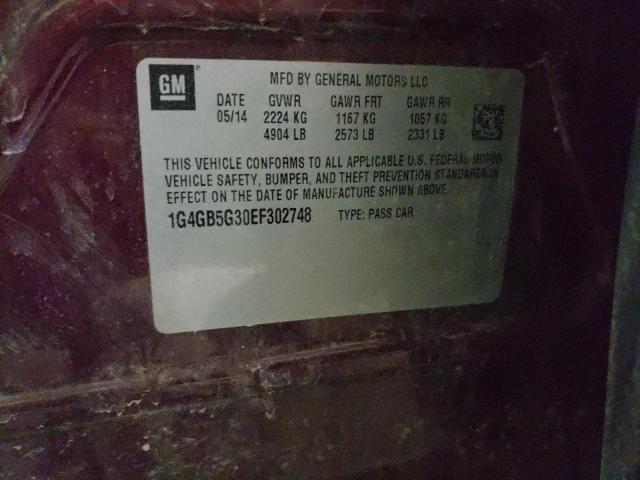 GM
MFD BY GENERAL MOTORS LLC
DATE GVWR GAWR FRT GAWR RR
05/14 2224 KG 1167 KG 1057 KG
4904 LB 2573 LB 2331 LB
THIS VEHICLE CONFORMS TO ALL APPLICABLE U.S. FEDERAL MOTOR
VEHICLE SAFETY, BUMPER, AND THEFT PREVENTION STANDARDS IN
EFFECT ON THE DATE OF MANUFACTURE SHOWN ABOVE.
1G4GB5G30EF302748 TYPE: PASS CAR